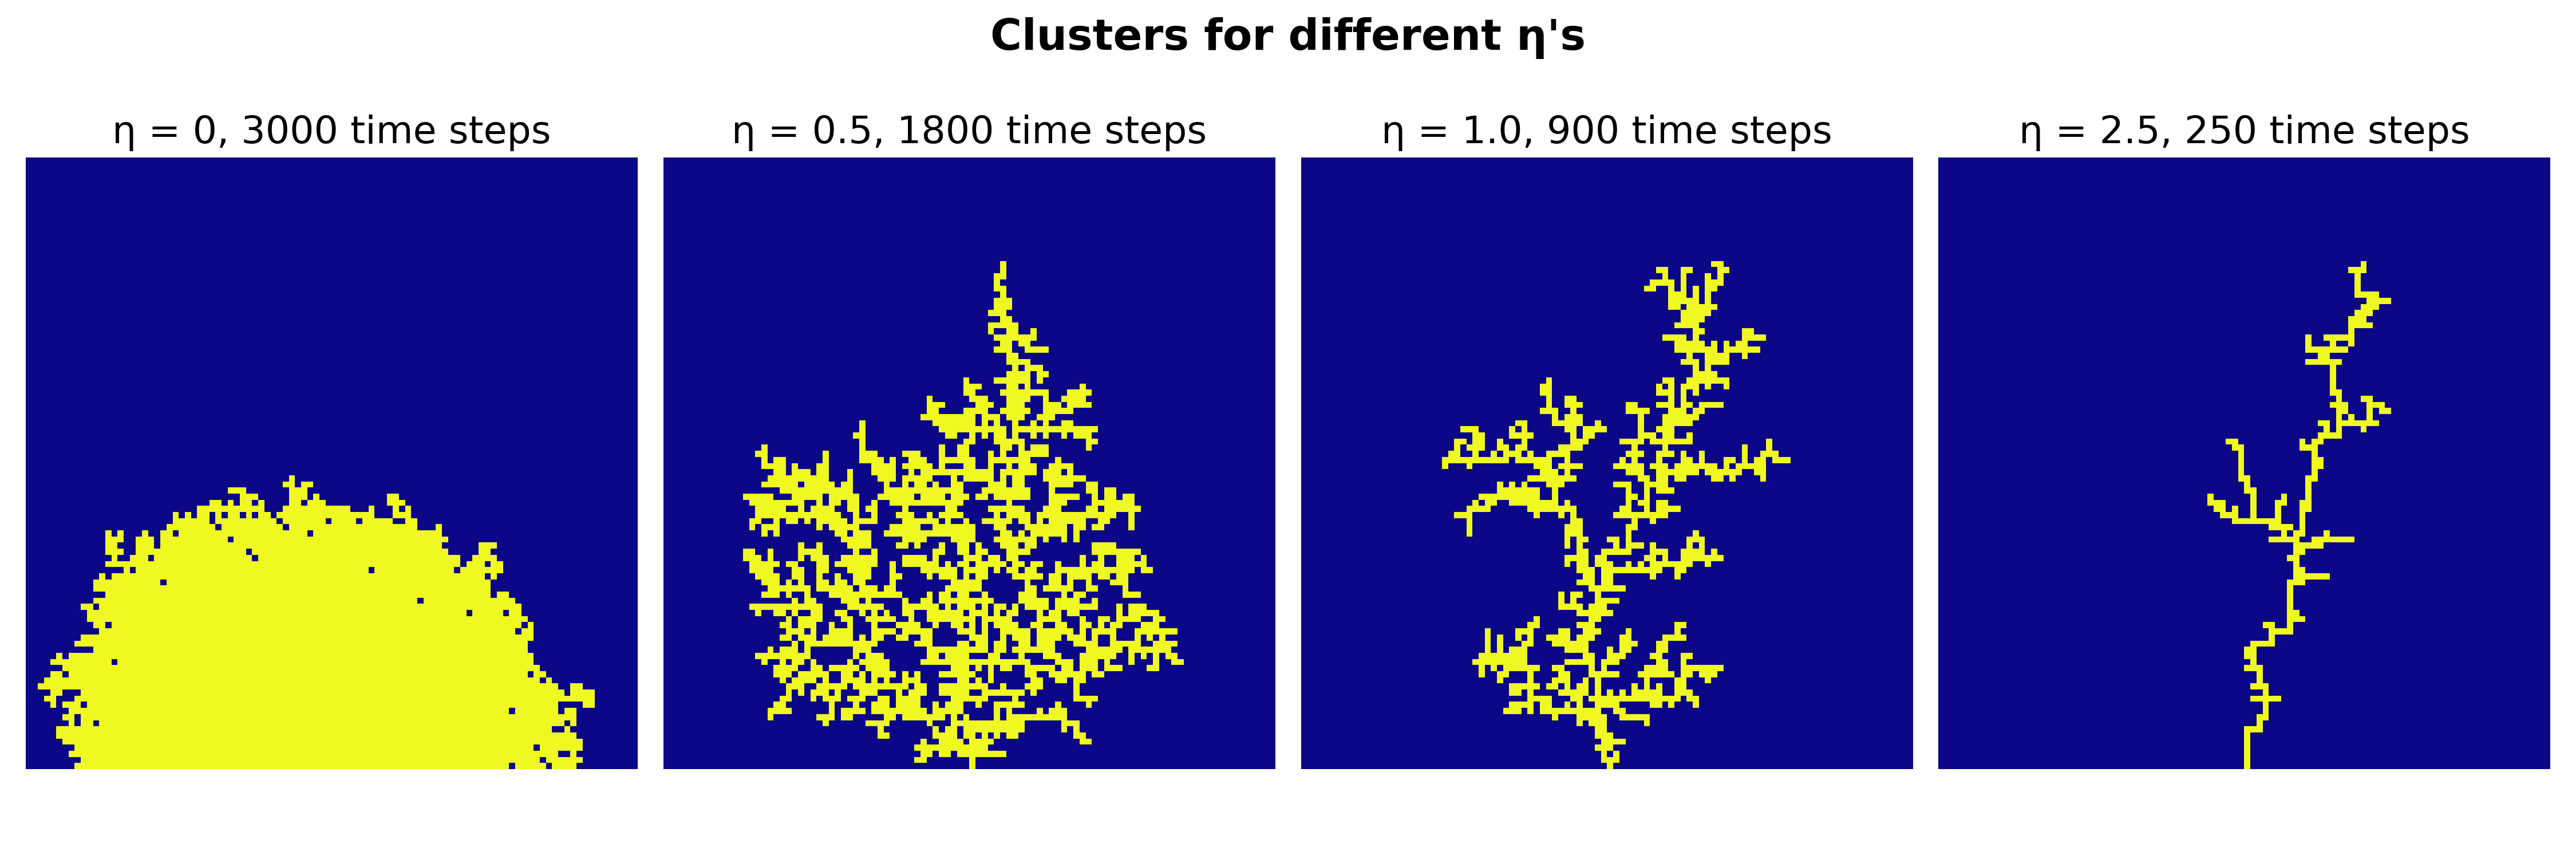 Clusters for different η's
η = 0, 3000 time steps
η = 0.5, 1800 time steps
η = 1.0, 900 time steps
η = 2.5, 250 time steps